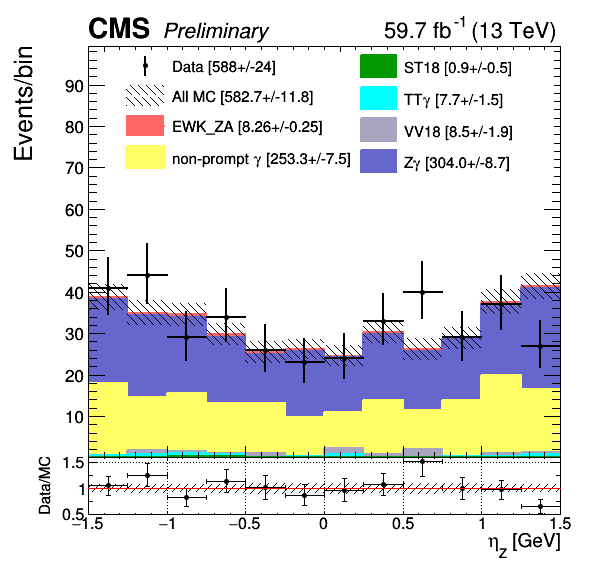 CMS Preliminary 59.7 fb⁻¹ (13 TeV)
Events/bin
Data [588+/-24]
All MC [582.7+/-11.8]
EWK_ZA [8.26+/-0.25]
non-prompt γ [253.3+/-7.5]
ST18 [0.9+/-0.5]
TTγ [7.7+/-1.5]
VV18 [8.5+/-1.9]
Zγ [304.0+/-8.7]
90
80
70
60
50
40
30
20
10
Data/MC
1.5
1
0.5
−1.5 −1 −0.5 0 0.5 1 1.5
η_Z [GeV]